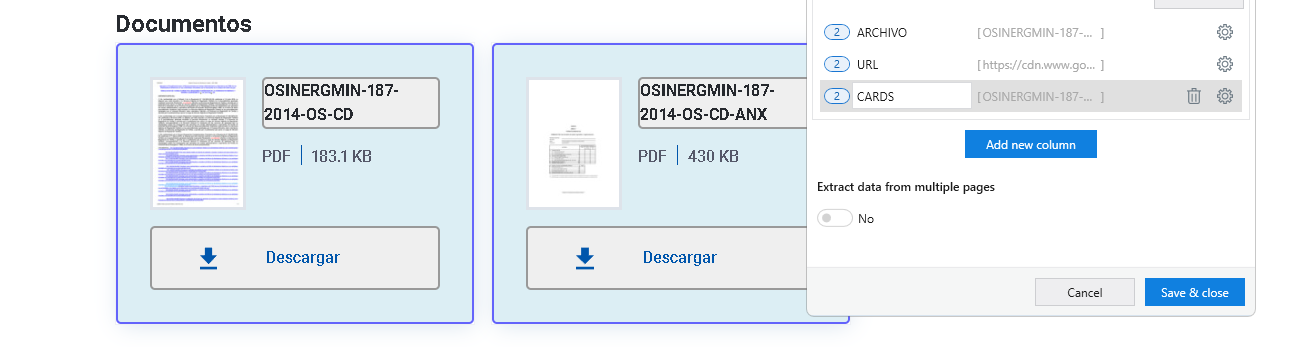 Documentos
OSINERGMIN-187-
2014-OS-CD
PDF | 183.1 KB
Descargar
OSINERGMIN-187-
2014-OS-CD-ANX
PDF | 430 KB
Descargar
2 ARCHIVO [OSINERGMIN-187-... ]
2 URL [https://cdn.www.go... ]
2 CARDS [OSINERGMIN-187-... ]
Add new column
Extract data from multiple pages
No
Cancel Save & close